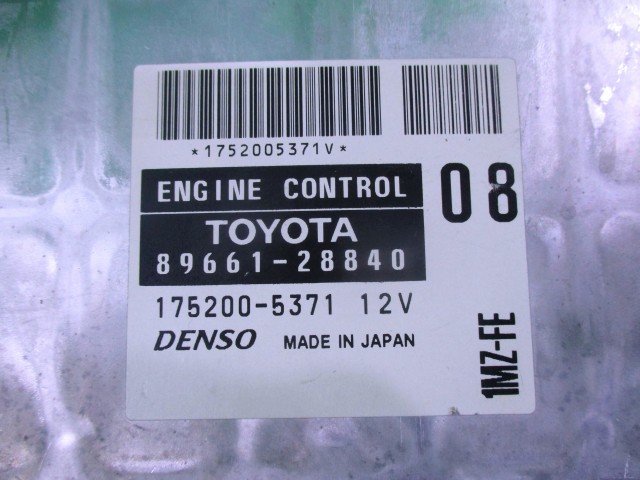 *1752005371V*
ENGINE CONTROL
08
TOYOTA
89661-28840
175200-5371 12V
DENSO MADE IN JAPAN
1MZ-FE